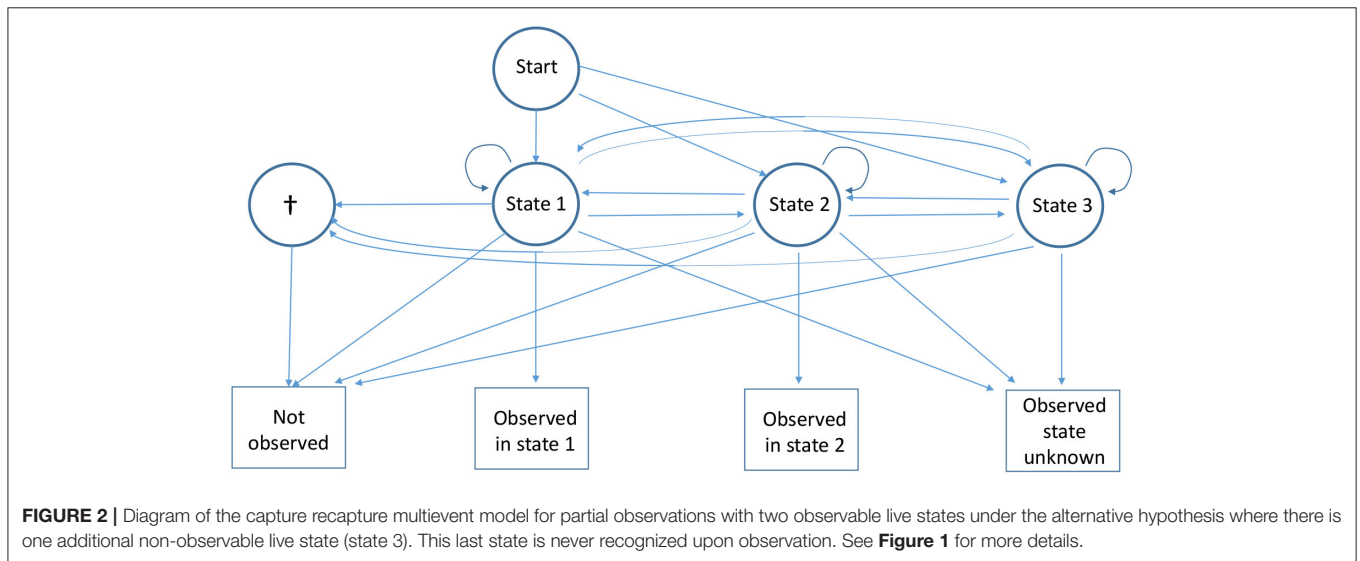 Start
†
State 1
State 2
State 3
Not
observed
Observed
in state 1
Observed
in state 2
Observed
state
unknown
FIGURE 2 | Diagram of the capture recapture multievent model for partial observations with two observable live states under the alternative hypothesis where there is
one additional non-observable live state (state 3). This last state is never recognized upon observation. See Figure 1 for more details.